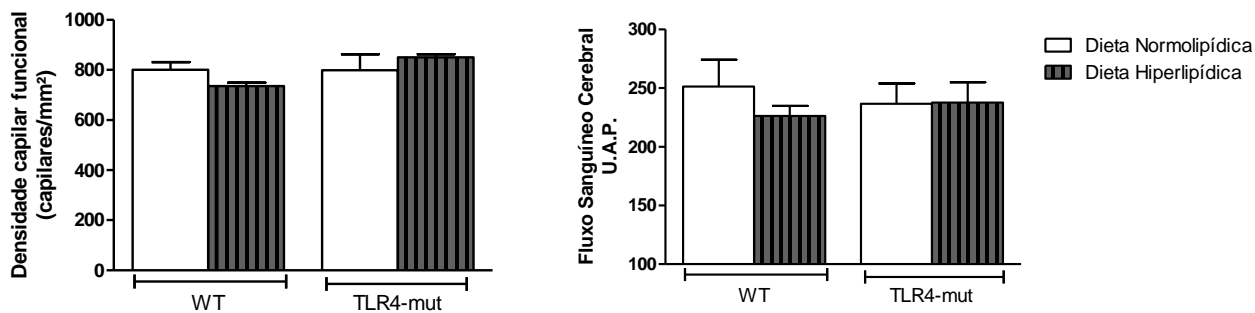 Densidade capilar funcional
(capilares/mm²)
1000
800
600
400
200
0
WT
TLR4-mut
Fluxo Sanguíneo Cerebral
U.A.P.
300
250
200
150
100
WT
TLR4-mut
Dieta Normolipídica
Dieta Hiperlipídica